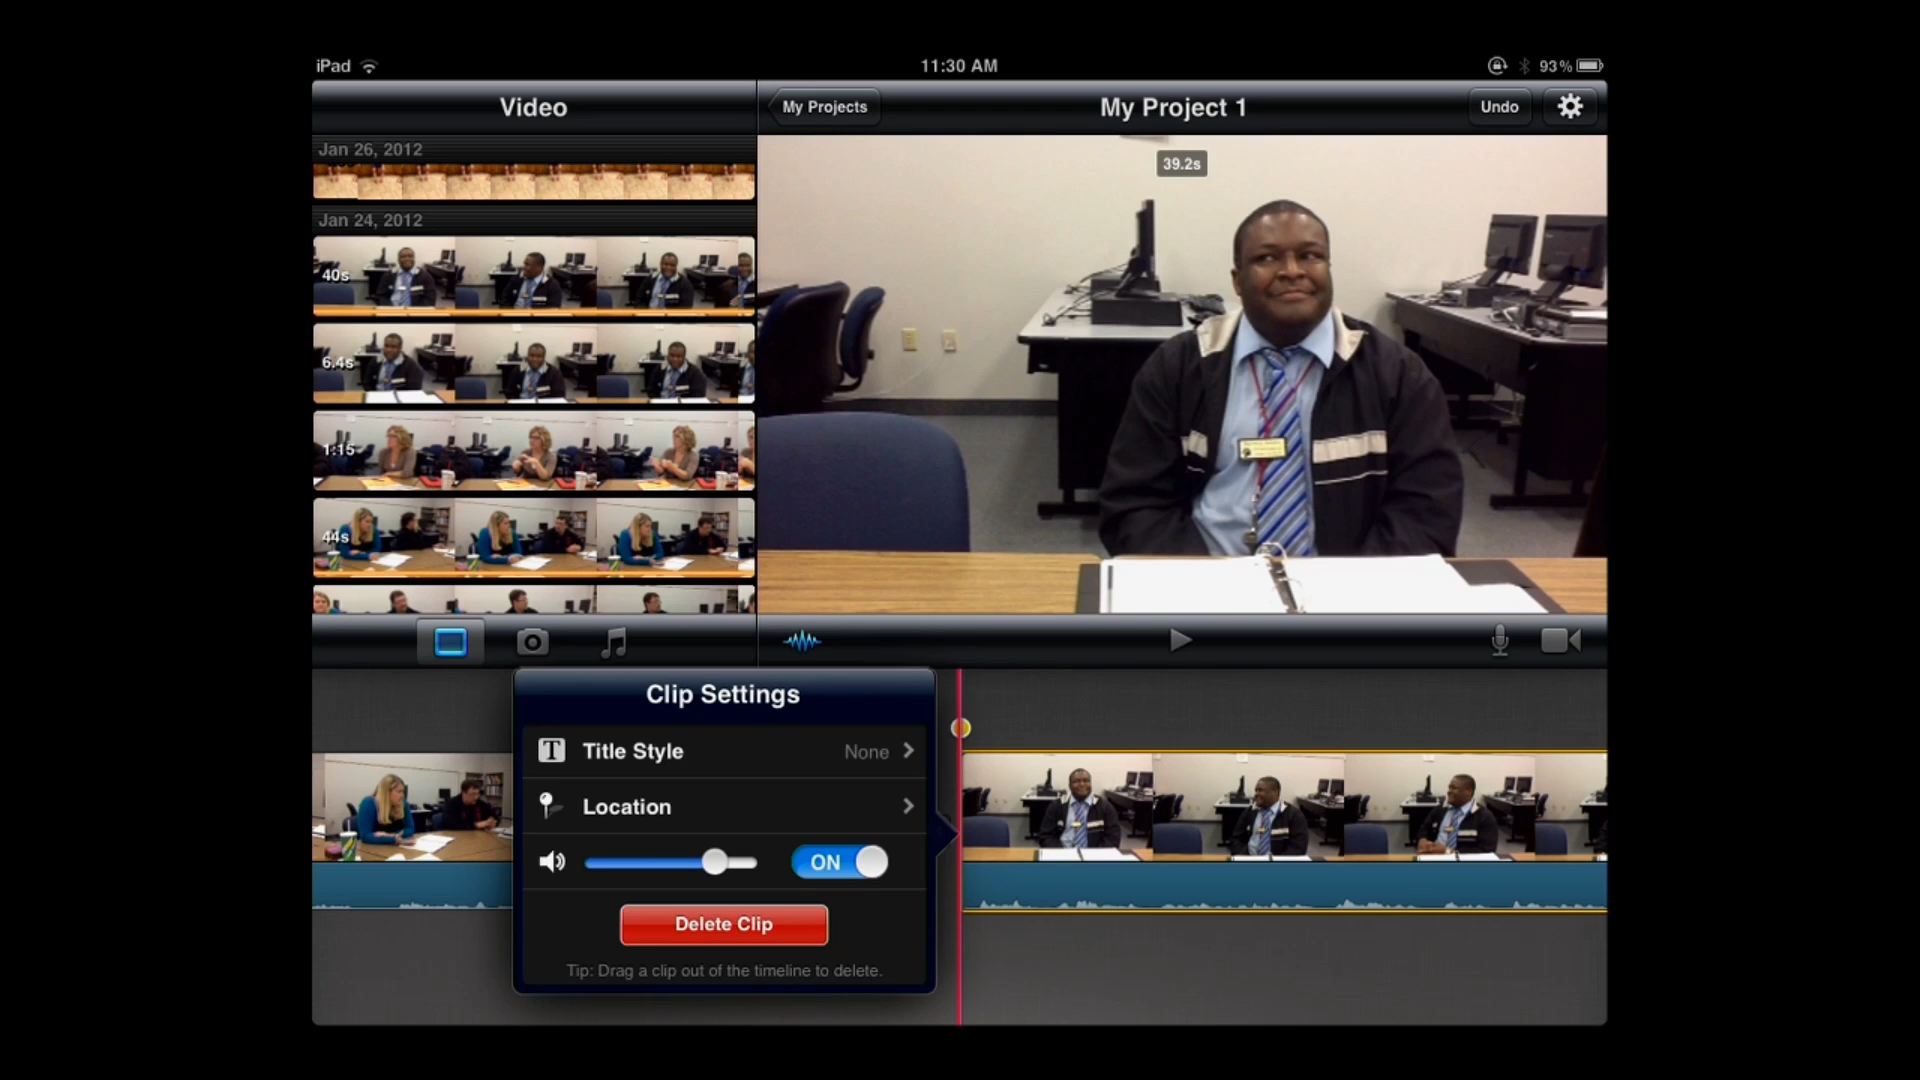 iPad
11:30 AM
93%
Video
My Projects
My Project 1
Undo
Jan 26, 2012
39.2s
Jan 24, 2012
40s
6.4s
1:15
44s
Clip Settings
Title Style
None
Location
ON
Delete Clip
Tip: Drag a clip out of the timeline to delete.